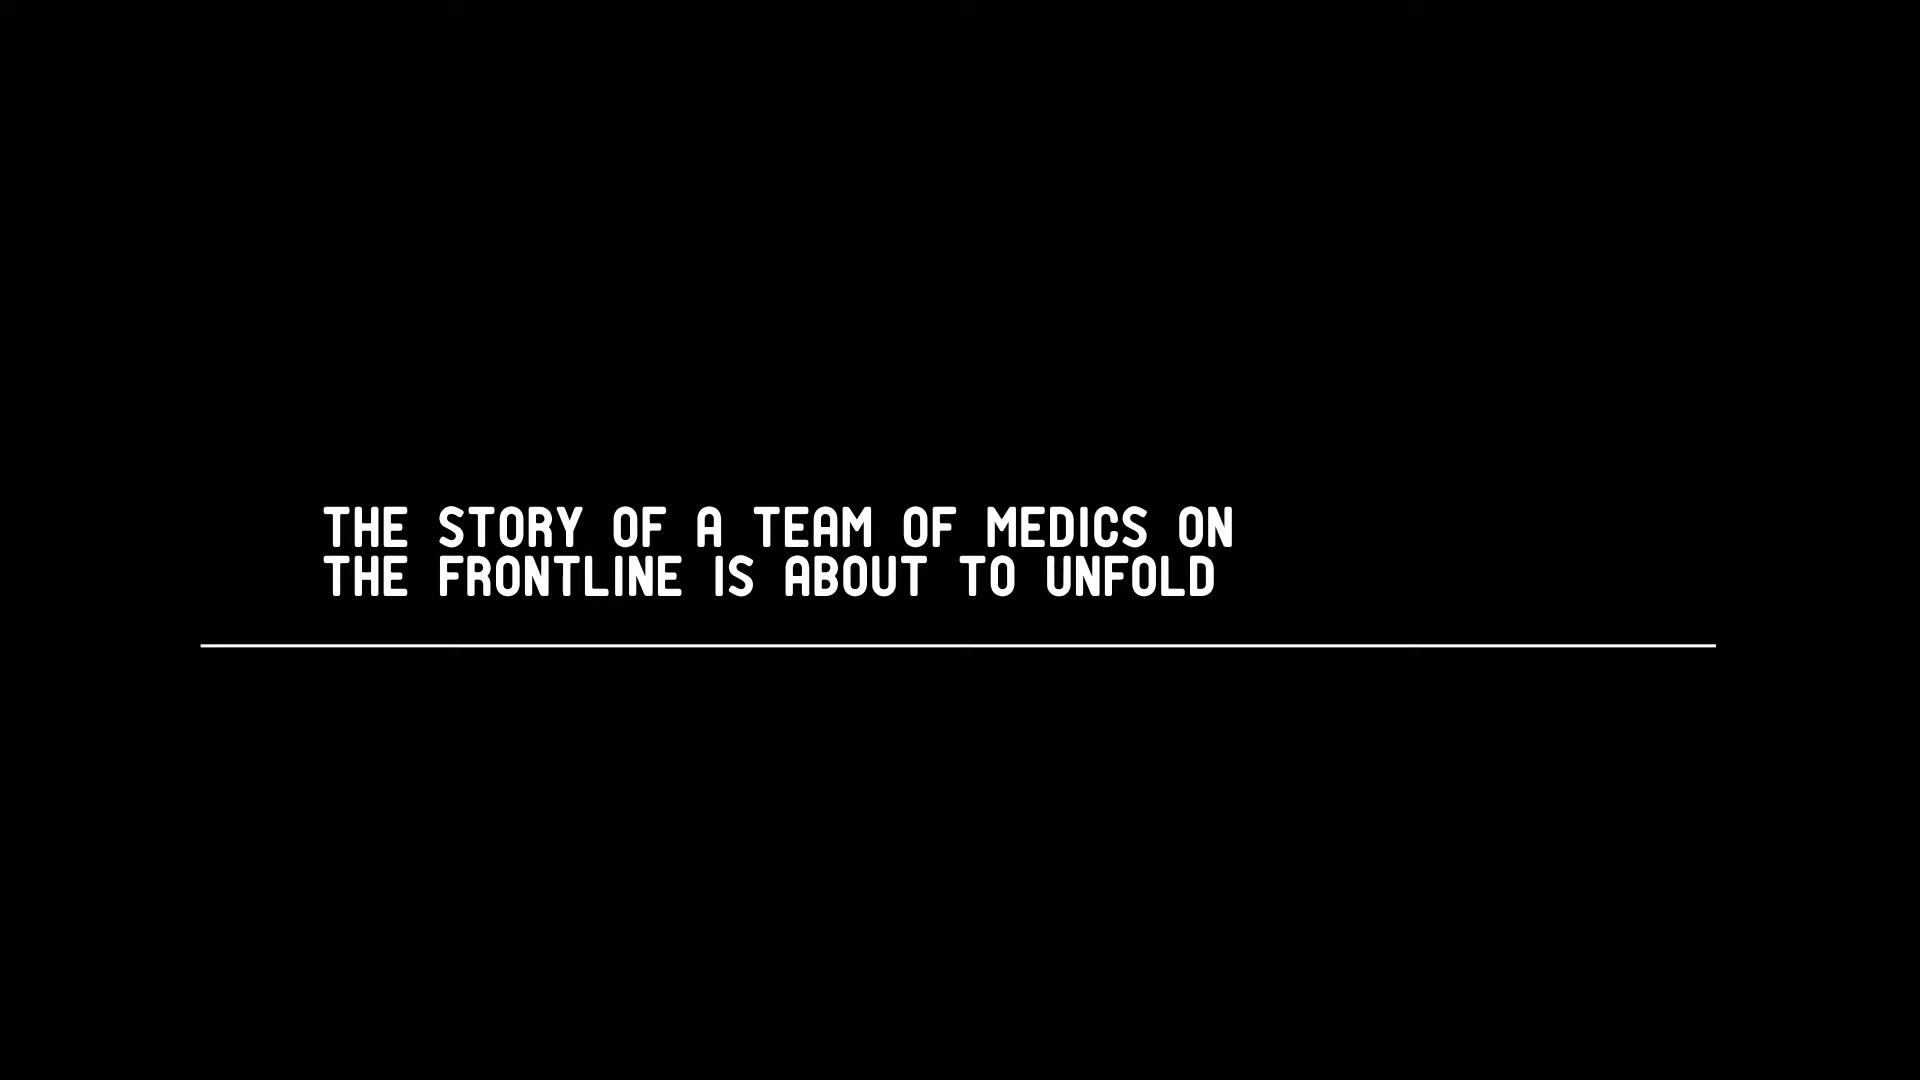 THE STORY OF A TEAM OF MEDICS ON
THE FRONTLINE IS ABOUT TO UNFOLD